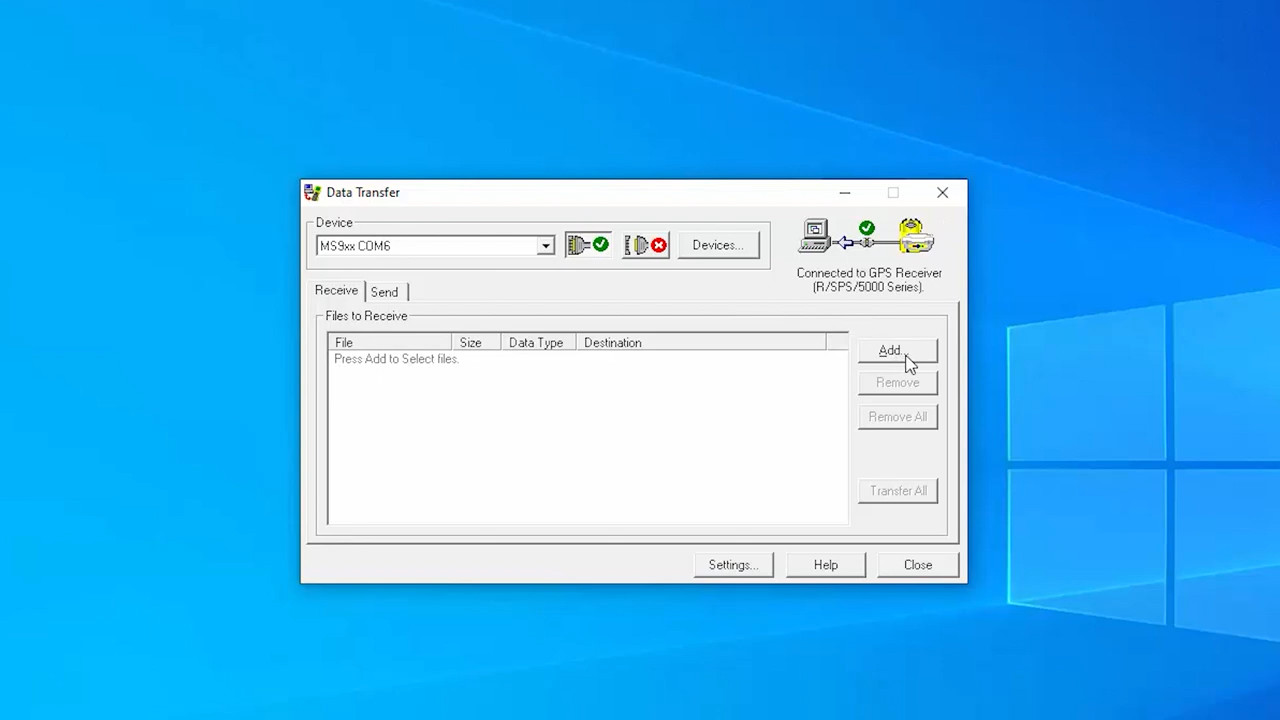 Data Transfer
Device
MS9xx COM6
Devices...
Connected to GPS Receiver
(R/SPS/5000 Series).
Receive
Send
Files to Receive
File Size Data Type Destination
Press Add to Select files.
Add...
Remove
Remove All
Transfer All
Settings...
Help
Close